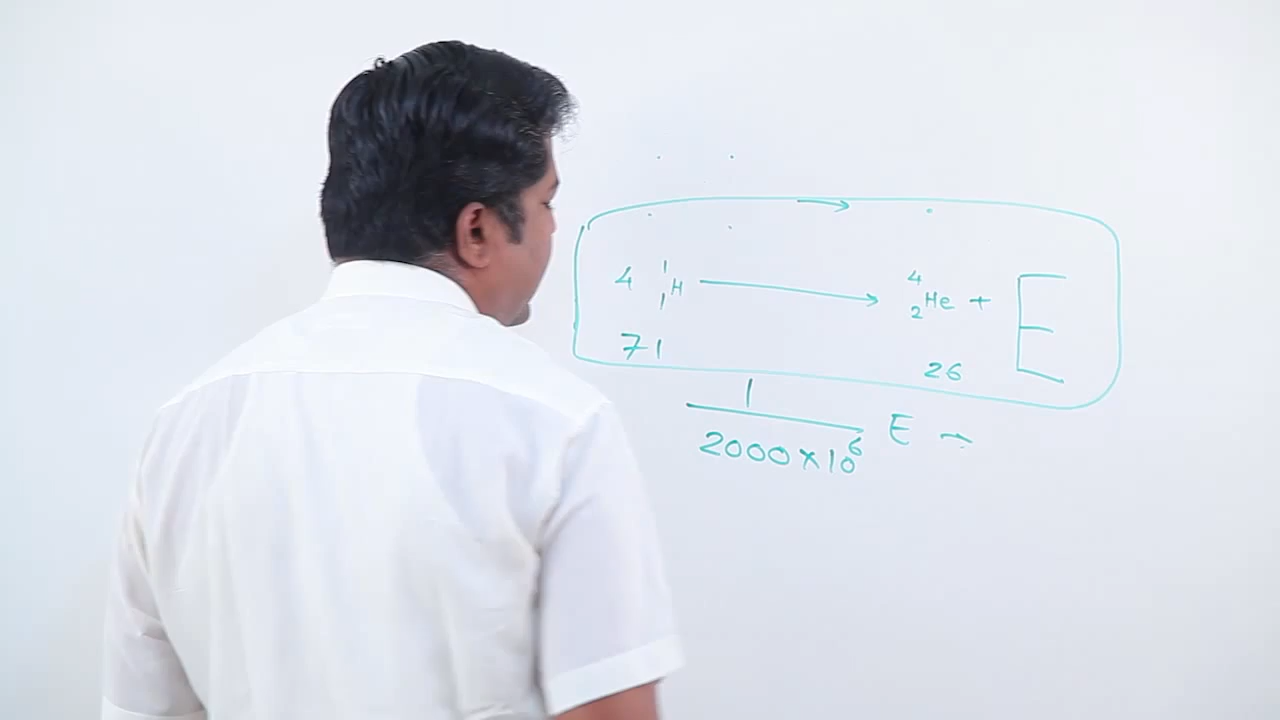 4 ¹₁H ⟶ ⁴₂He + E
71 26
1
2000×10⁶ E →